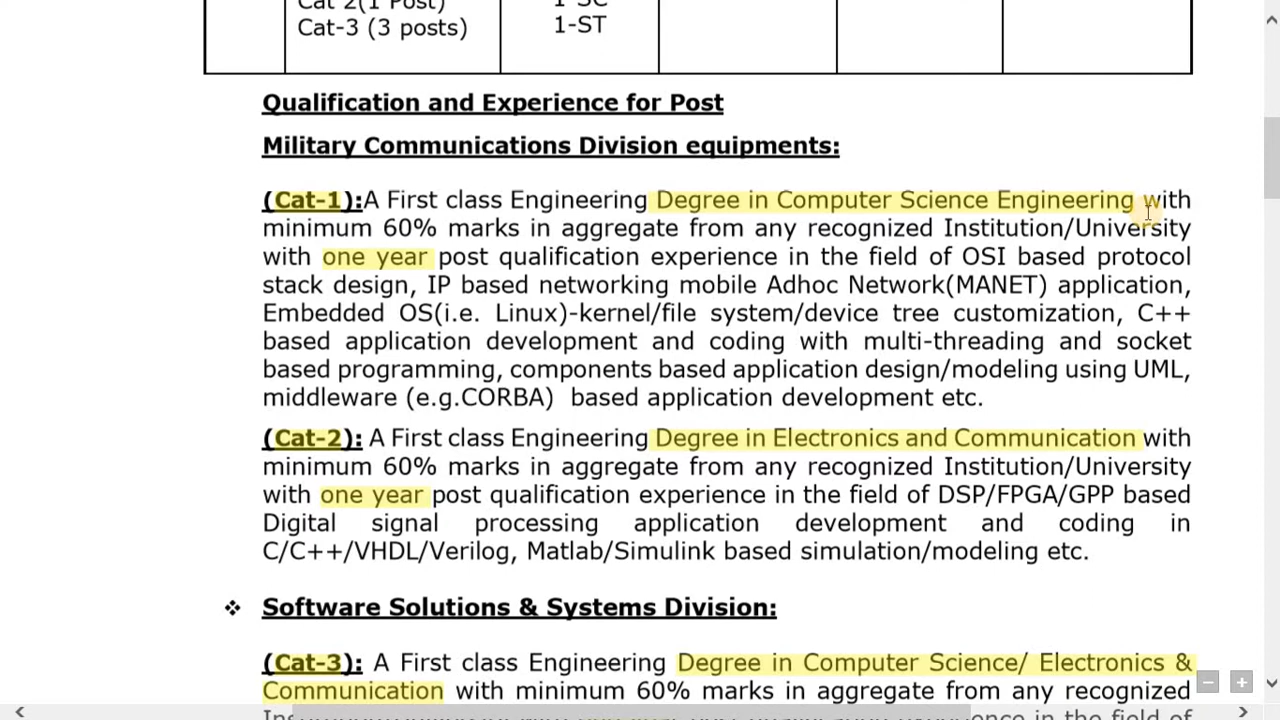 Cat 2(1 Post)
1-SC
Cat-3 (3 posts)
1-ST
Qualification and Experience for Post
Military Communications Division equipments:
(Cat-1):A First class Engineering Degree in Computer Science Engineering with
minimum 60% marks in aggregate from any recognized Institution/University
with one year post qualification experience in the field of OSI based protocol
stack design, IP based networking mobile Adhoc Network(MANET) application,
Embedded OS(i.e. Linux)-kernel/file system/device tree customization, C++
based application development and coding with multi-threading and socket
based programming, components based application design/modeling using UML,
middleware (e.g.CORBA) based application development etc.
(Cat-2): A First class Engineering Degree in Electronics and Communication with
minimum 60% marks in aggregate from any recognized Institution/University
with one year post qualification experience in the field of DSP/FPGA/GPP based
Digital signal processing application development and coding in
C/C++/VHDL/Verilog, Matlab/Simulink based simulation/modeling etc.
❖ Software Solutions & Systems Division:
(Cat-3): A First class Engineering Degree in Computer Science/ Electronics &
Communication with minimum 60% marks in aggregate from any recognized